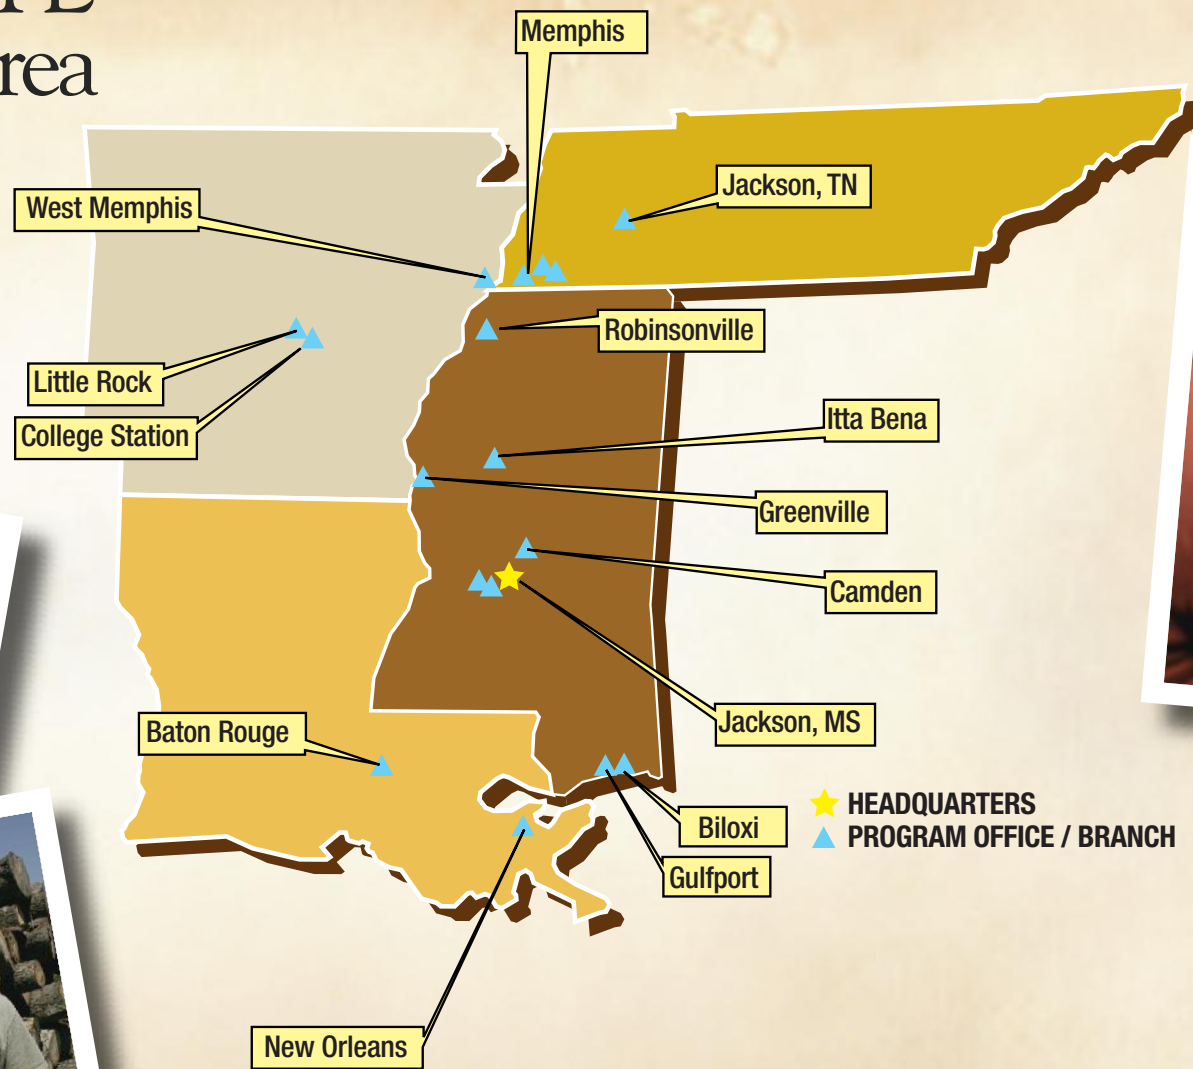 rea
Memphis
Jackson, TN
West Memphis
Robinsonville
Little Rock
College Station
Itta Bena
Greenville
Camden
Jackson, MS
Baton Rouge
Biloxi
Gulfport
New Orleans
HEADQUARTERS
PROGRAM OFFICE / BRANCH